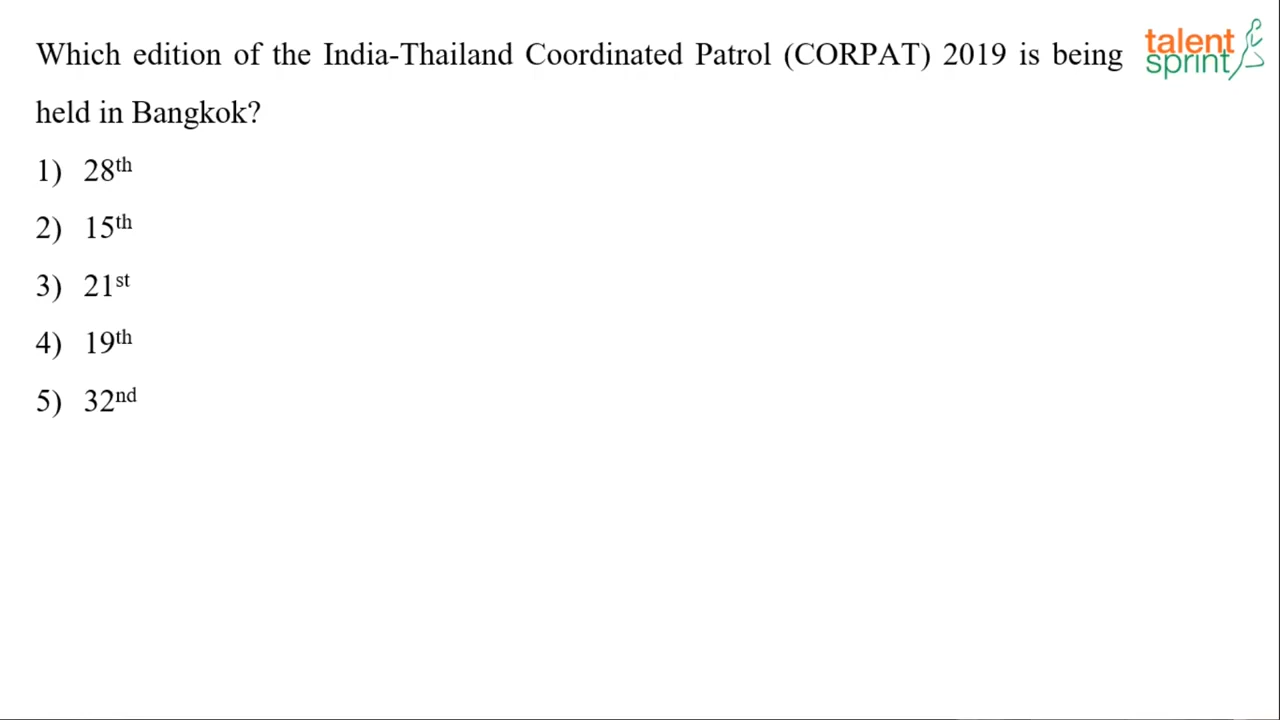 Which edition of the India-Thailand Coordinated Patrol (CORPAT) 2019 is being
held in Bangkok?
1) 28th
2) 15th
3) 21st
4) 19th
5) 32nd
talent
sprint